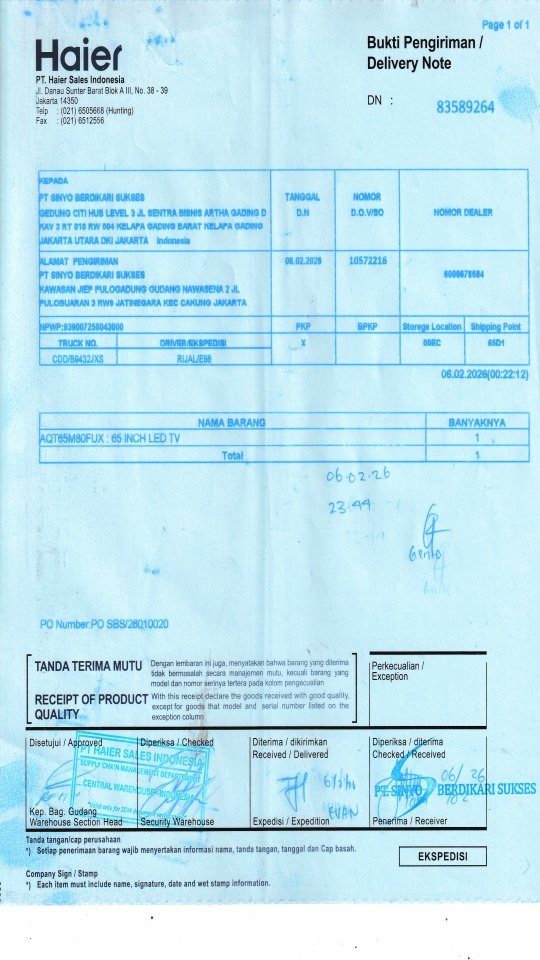 Page 1 of 1
Haier
PT. Haier Sales Indonesia
Jl. Danau Sunter Barat Blok A III, No. 38 - 39
Jakarta 14350
Telp : (021) 6505668 (Hunting)
Fax : (021) 6512556
Bukti Pengiriman /
Delivery Note
DN : 83589264
KEPADA
PT SINYO BERDIKARI SUKSES
GEDUNG CITI HUB LEVEL 3 JL SENTRA BISNIS ARTHA GADING D
KAV 3 RT 018 RW 004 KELAPA GADING BARAT KELAPA GADING
JAKARTA UTARA DKI JAKARTA Indonesia
TANGGAL D.N
NOMOR D.O.V/SO
NOMOR DEALER
ALAMAT PENGIRIMAN
PT SINYO BERDIKARI SUKSES
KAWASAN JIEP PULOGADUNG GUDANG NAWASENA 2 JL
PULOBUARAN 3 RW9 JATINEGARA KEC CAKUNG JAKARTA
06.02.2026
10572216
6000678684
NPWP:939007258043000
PKP
BPKP
Storege Location
Shipping Point
TRUCK NO.
DRIVER/EKSPEDISI
X
00EC
65D1
CDD/B9432JXS
RIJAL/E66
06.02.2026(00:22:12)
NAMA BARANG
BANYAKNYA
AQT65M80FUX : 65 INCH LED TV
1
Total
1
06.02.26
23:44
Gento
PO Number:PO SBS/26010020
TANDA TERIMA MUTU
Dengan lembaran ini juga, menyatakan bahwa barang yang diterima
tidak bermasalah secara manajemen mutu, kecuali barang yang
model dan nomor serinya tertera pada kolom pengecualian
RECEIPT OF PRODUCT
QUALITY
With this receipt declare the goods received with good quality,
except for goods that model and serial number listed on the
exception column
Perkecualian /
Exception
Disetujui / Approved
Diperiksa / Checked
Diterima / dikirimkan
Received / Delivered
Diperiksa / diterima
Checked / Received
PT HAIER SALES INDONESIA
SUPPLY CHAIN MANAGEMENT DEPARTMENT
CENTRAL WAREHOUSE INDONESIA
EVAN
06/ 26
PT. SINYO BERDIKARI SUKSES
Kep. Bag. Gudang
Warehouse Section Head
Security Warehouse
Expedisi / Expedition
Penerima / Receiver
Tanda tangan/cap perusahaan
*) Setiap penerimaan barang wajib menyertakan informasi nama, tanda tangan, tanggal dan Cap basah.
EKSPEDISI
Company Sign / Stamp
*) Each item must include name, signature, date and wet stamp information.